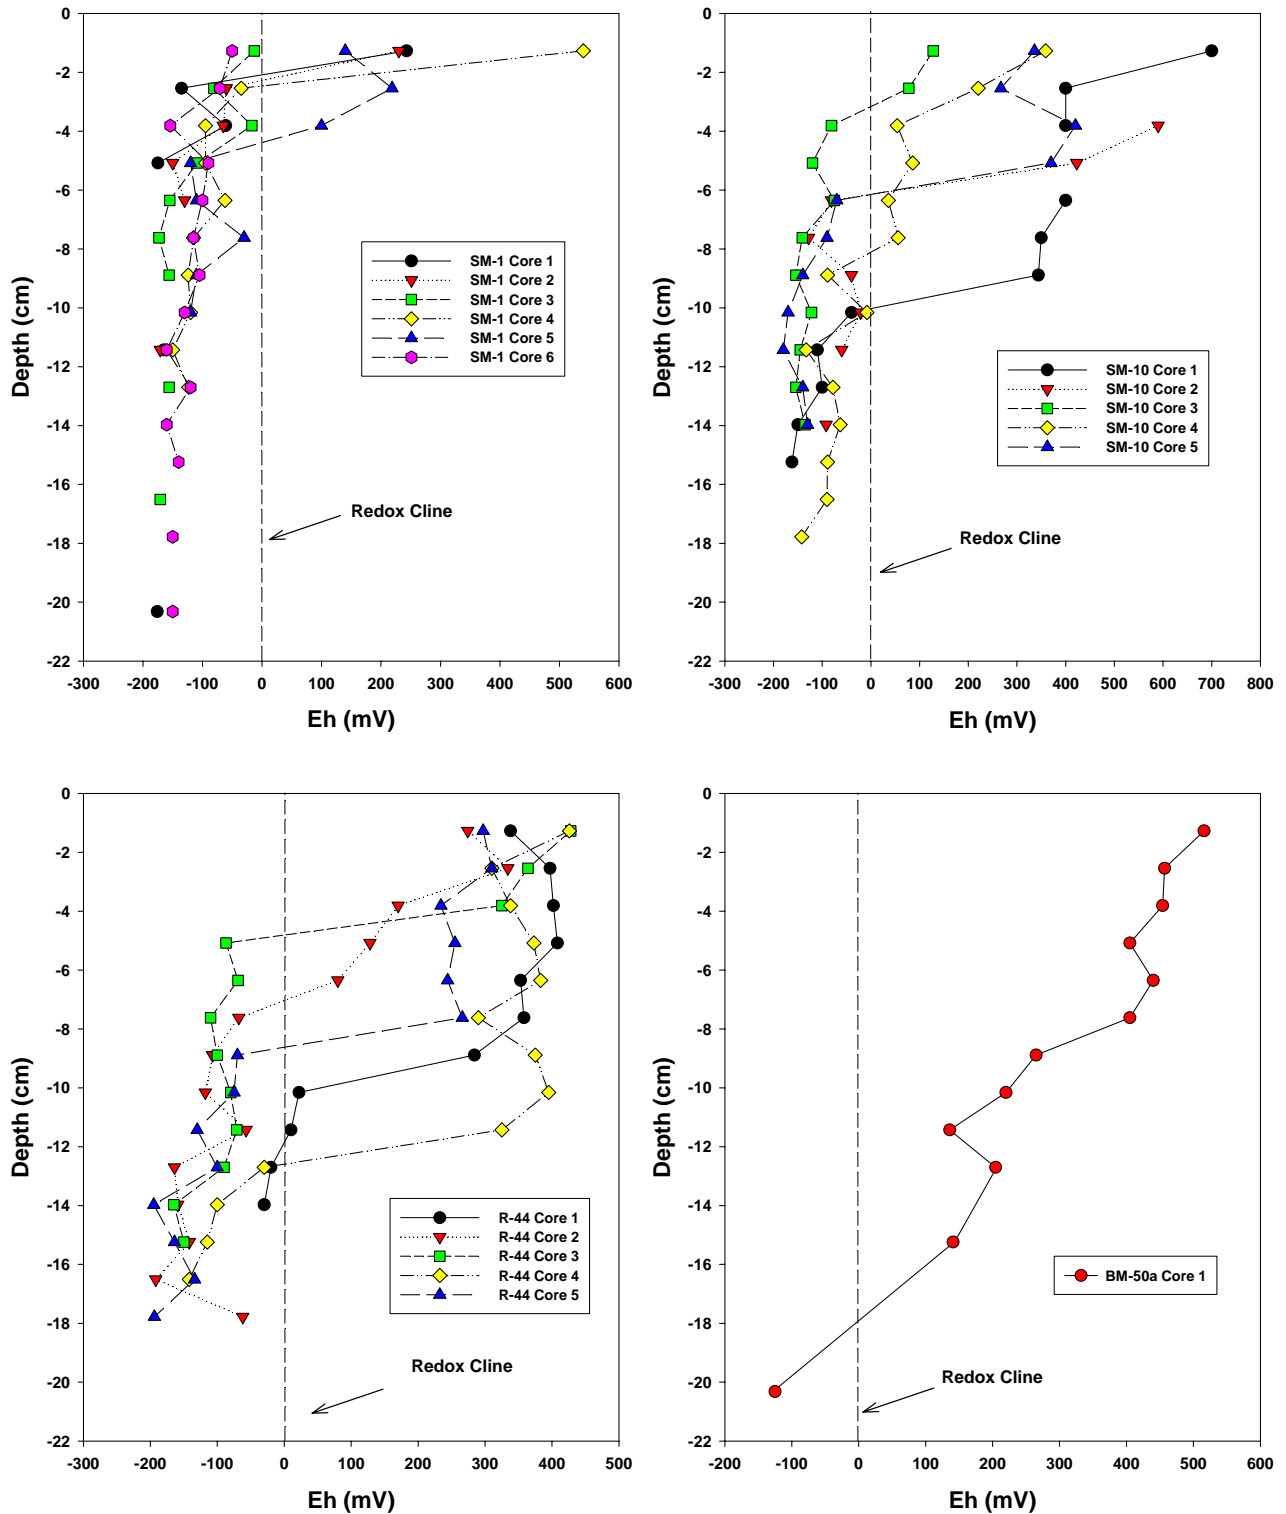 0
-2
-4
-6
-8
-10
-12
-14
-16
-18
-20
-22
Depth (cm)
-300 -200 -100 0 100 200 300 400 500 600
Eh (mV)
SM-1 Core 1
SM-1 Core 2
SM-1 Core 3
SM-1 Core 4
SM-1 Core 5
SM-1 Core 6
Redox Cline
0
-2
-4
-6
-8
-10
-12
-14
-16
-18
-20
-22
Depth (cm)
-300 -200 -100 0 100 200 300 400 500 600 700 800
Eh (mV)
SM-10 Core 1
SM-10 Core 2
SM-10 Core 3
SM-10 Core 4
SM-10 Core 5
Redox Cline
0
-2
-4
-6
-8
-10
-12
-14
-16
-18
-20
-22
Depth (cm)
-300 -200 -100 0 100 200 300 400 500
Eh (mV)
R-44 Core 1
R-44 Core 2
R-44 Core 3
R-44 Core 4
R-44 Core 5
Redox Cline
0
-2
-4
-6
-8
-10
-12
-14
-16
-18
-20
-22
Depth (cm)
-200 -100 0 100 200 300 400 500 600
Eh (mV)
BM-50a Core 1
Redox Cline